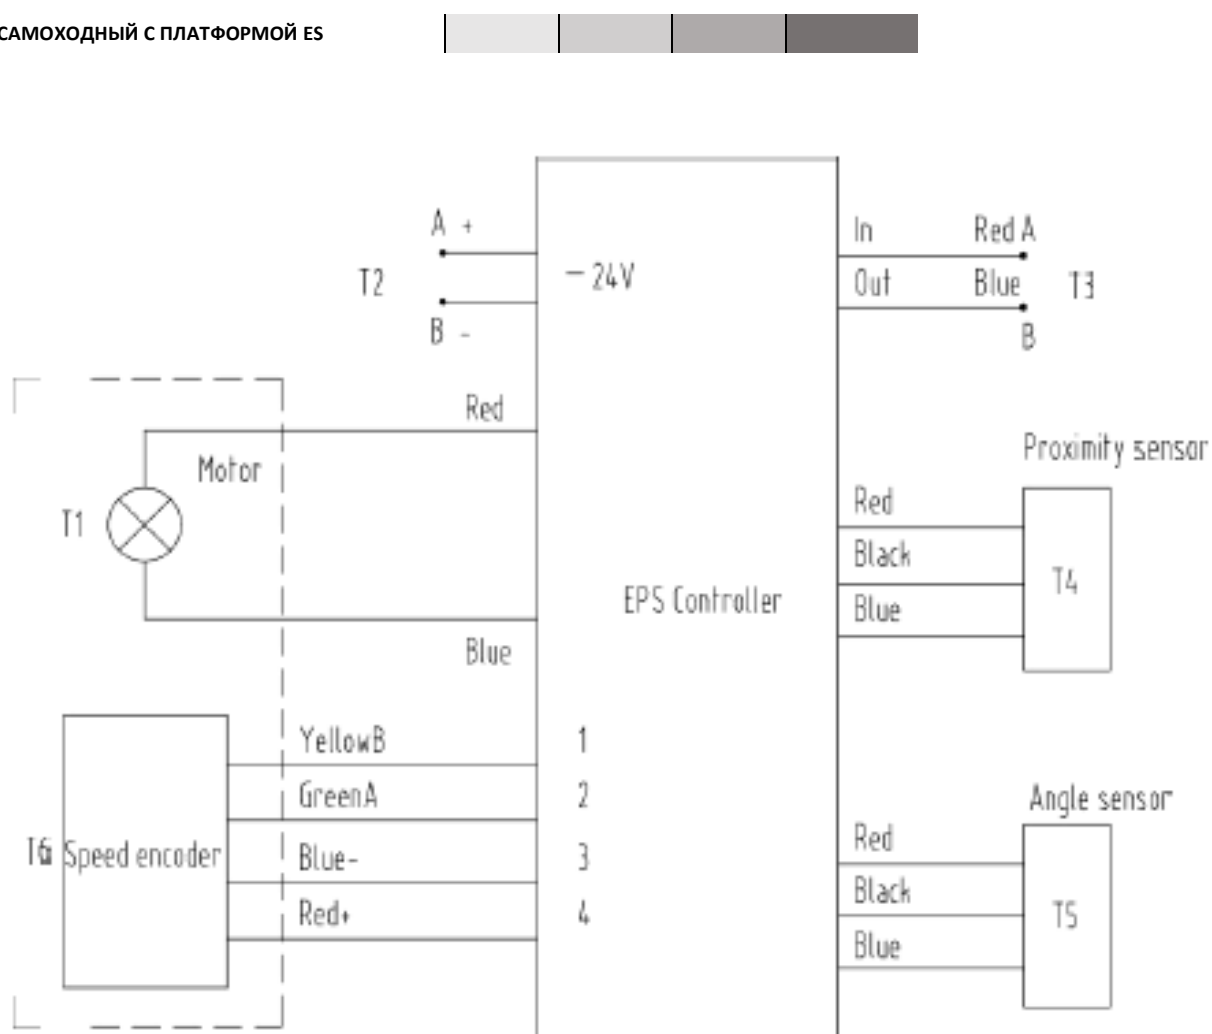 САМОХОДНЫЙ С ПЛАТФОРМОЙ ES
A +
In Red A
T2
— 24V
Out Blue T3
B -
B
Red
Motor
Proximity sensor
T1
Red
Black
T4
Blue
EPS Controller
Blue
YellowB 1
GreenA 2
Angle sensor
Speed encoder
Blue- 3
Red
Red+ 4
Black
T5
Blue